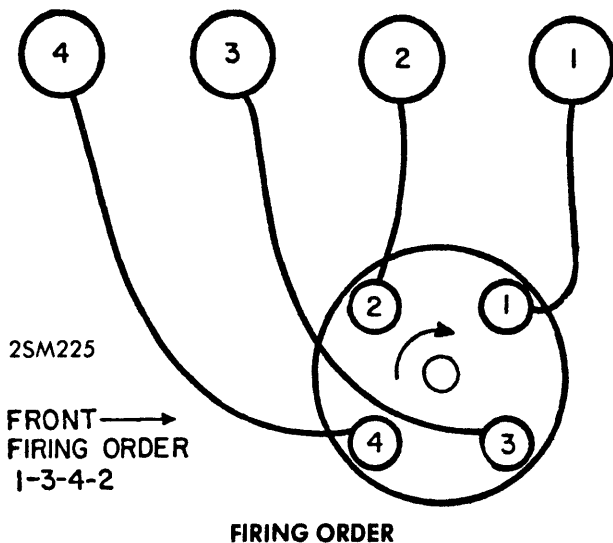 4 3 2 1
2 1
2SM225
4 3
FRONT
FIRING ORDER
1-3-4-2
FIRING ORDER